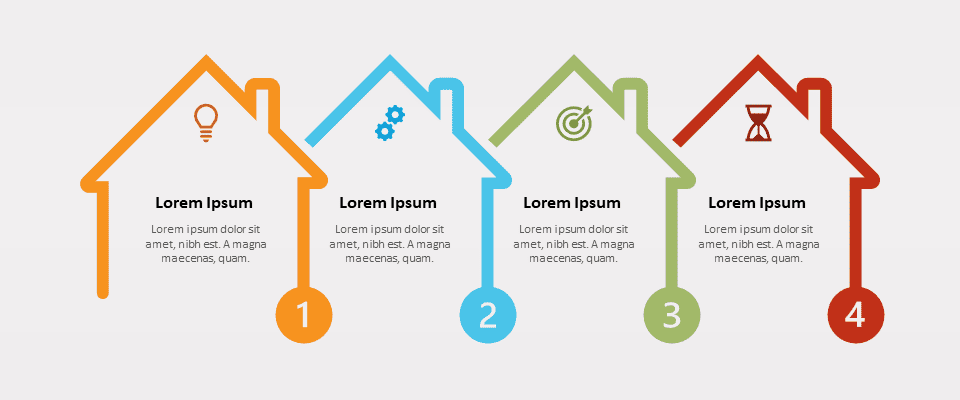 Lorem Ipsum
Lorem ipsum dolor sit
amet, nibh est. A magna
maecenas, quam.
1
Lorem Ipsum
Lorem ipsum dolor sit
amet, nibh est. A magna
maecenas, quam.
2
Lorem Ipsum
Lorem ipsum dolor sit
amet, nibh est. A magna
maecenas, quam.
3
Lorem Ipsum
Lorem ipsum dolor sit
amet, nibh est. A magna
maecenas, quam.
4